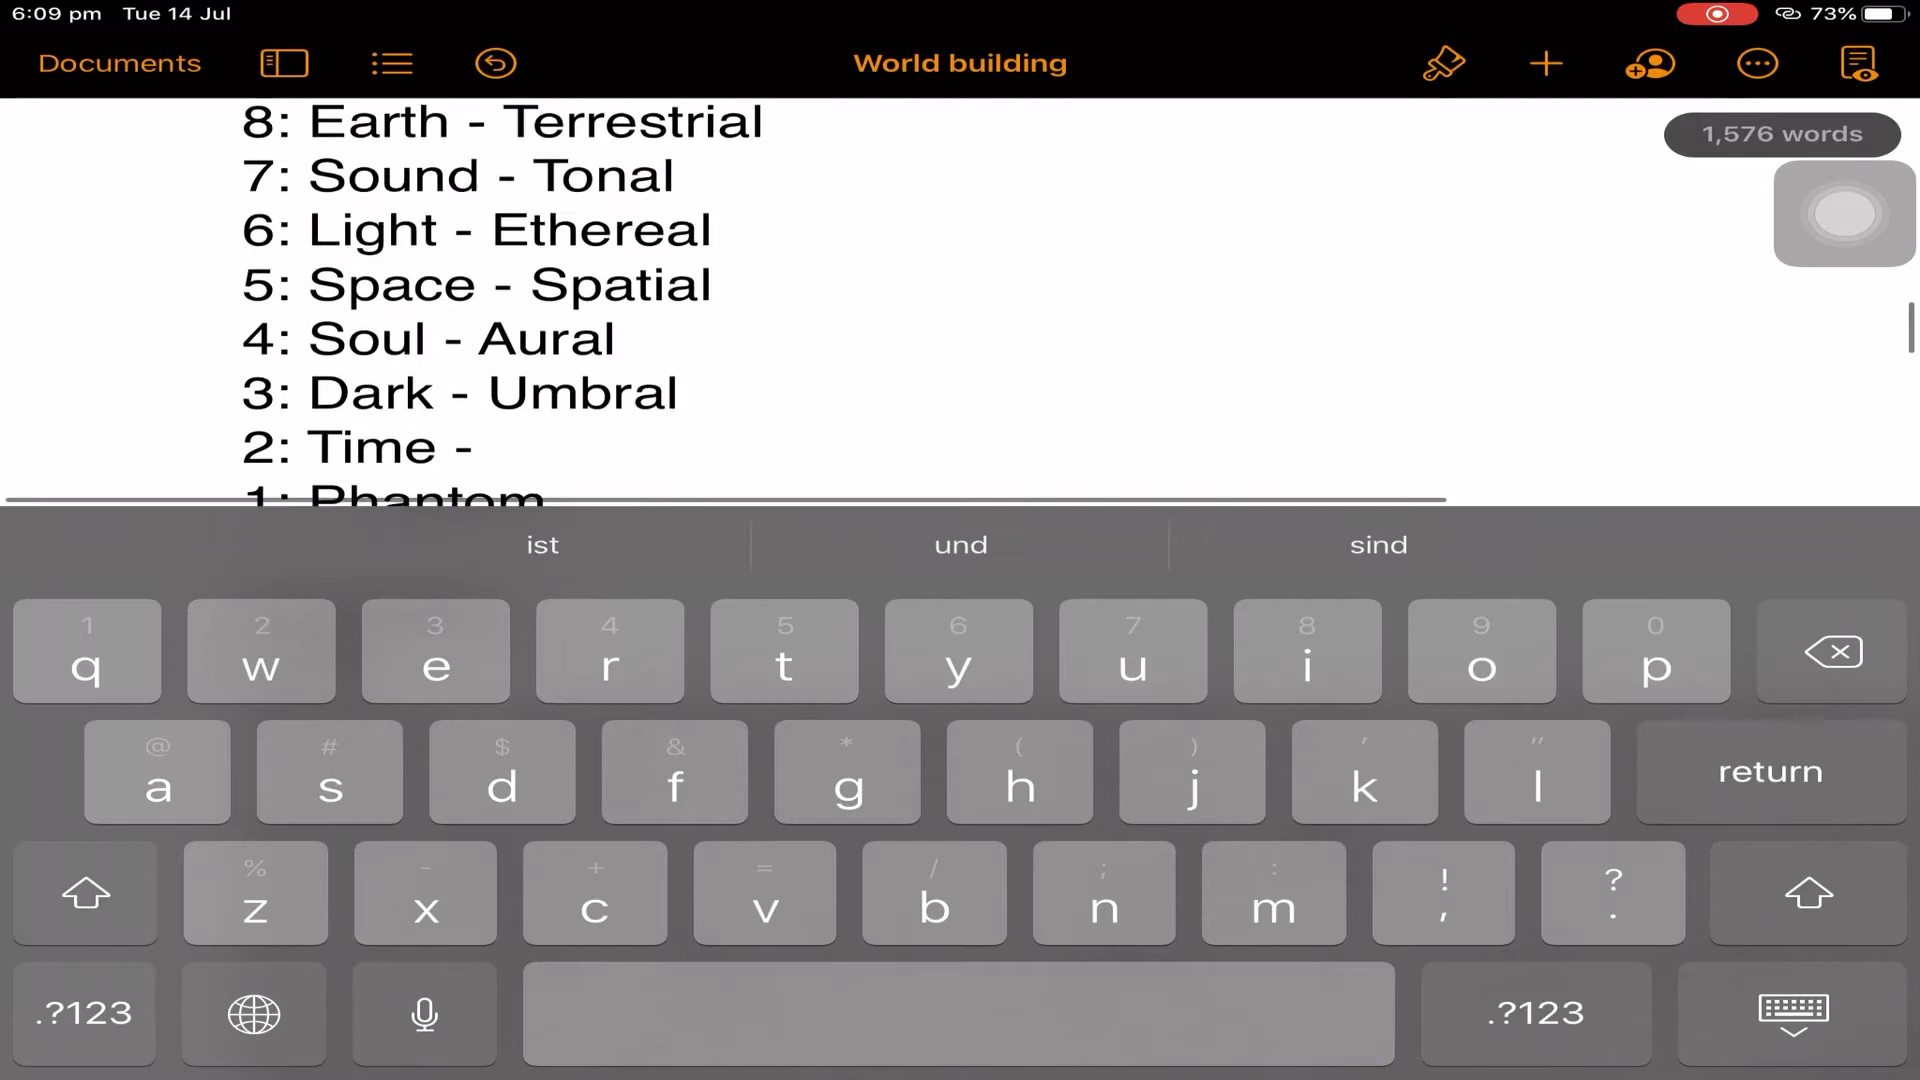 6:09 pm Tue 14 Jul 73%
Documents World building
1,576 words
8: Earth - Terrestrial
7: Sound - Tonal
6: Light - Ethereal
5: Space - Spatial
4: Soul - Aural
3: Dark - Umbral
2: Time -
1: Phantom
ist und sind
1 2 3 4 5 6 7 8 9 0
q w e r t y u i o p
@ # $ & * ( ) ' "
a s d f g h j k l return
% - + = / ; : ! ?
z x c v b n m , .
.?123 .?123